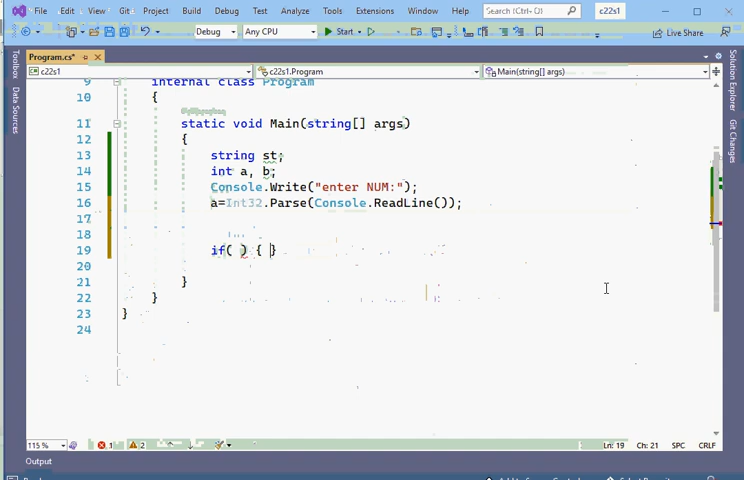 File Edit View Git Project Build Debug Test Analyze Tools Extensions Window Help Search (Ctrl+Q) c22s1
Debug Any CPU Start Live Share
Program.cs*
c22s1 c22s1.Program Main(string[] args)
Toolbox
Data Sources
Solution Explorer
Git Changes
9 internal class Program
10 {
11 static void Main(string[] args)
12 {
13 string st;
14 int a, b;
15 Console.Write("enter NUM:");
16 a=Int32.Parse(Console.ReadLine());
17
18
19 if( ) { }
20
21 }
22 }
23 }
24
115 % 1 2 Ln: 19 Ch: 21 SPC CRLF
Output